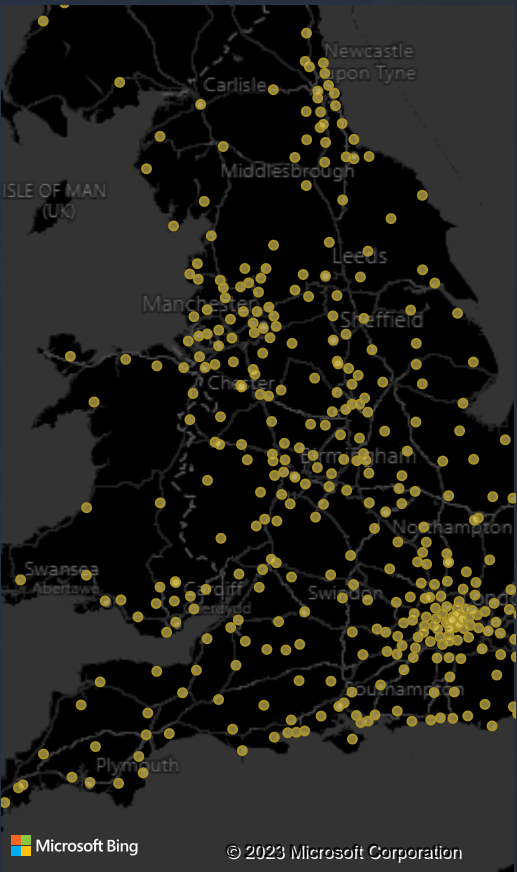 Newcastle
upon Tyne
Carlisle
Middlesbrough
ISLE OF MAN
(UK)
Leeds
Manchester
Sheffield
Chester
Birmingham
Northampton
Swansea
Abertawe
Cardiff
Swindon
Southampton
Plymouth
Microsoft Bing
© 2023 Microsoft Corporation